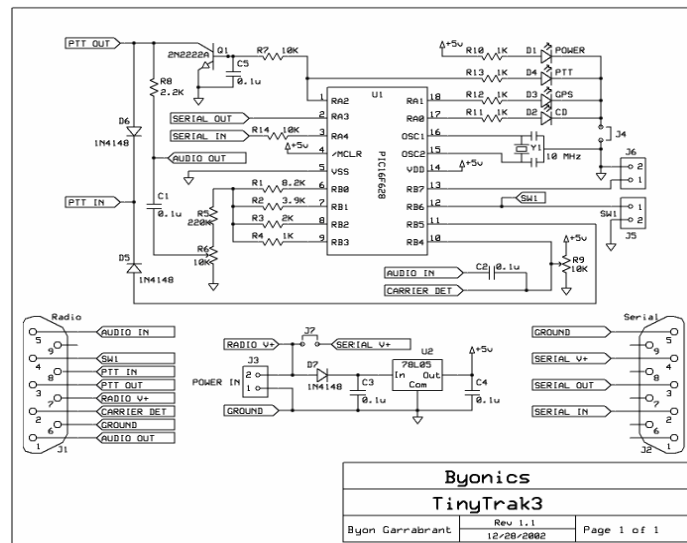 PTT OUT
2N2222A
Q1
R7
10K
C5
0.1u
R8
2.2K
+5v
R10
1K
D1
POWER
R13
1K
D4
PTT
R12
1K
D3
GPS
R11
1K
D2
CD
U1
PIC16F628
1
RA2
2
RA3
3
RA4
4
/MCLR
5
VSS
6
RB0
7
RB1
8
RB2
9
RB3
18
RA1
17
RA0
16
OSC1
15
OSC2
14
VDD
13
RB7
12
RB6
11
RB5
10
RB4
SERIAL OUT
SERIAL IN
R14
10K
+5v
D6
1N4148
AUDIO OUT
Y1
10 MHz
J4
+5v
J6
2
1
SW1
SW1
1
2
J5
PTT IN
C1
0.1u
R1
8.2K
R2
3.9K
R3
2K
R4
1K
R5
220K
R6
10K
D5
1N4148
+5v
R9
10K
AUDIO IN
C2
0.1u
CARRIER DET
Radio
AUDIO IN
SW1
PTT IN
PTT OUT
RADIO V+
CARRIER DET
GROUND
AUDIO OUT
5
9
4
8
3
7
2
6
1
J1
RADIO V+
J7
SERIAL V+
J3
POWER IN
2
1
D7
1N4148
GROUND
C3
0.1u
U2
78L05
In
Out
Com
+5v
C4
0.1u
Serial
GROUND
SERIAL V+
SERIAL OUT
SERIAL IN
5
9
4
8
3
7
2
6
1
J2
Byonics
TinyTrak3
Byon Garrabrant
Rev 1.1
12/28/2002
Page 1 of 1